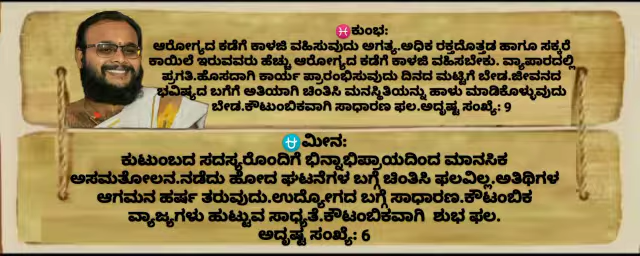 ಕುಂಭ:
ಆರೋಗ್ಯದ ಕಡೆಗೆ ಕಾಳಜಿ ವಹಿಸುವುದು ಅಗತ್ಯ.ಅಧಿಕ ರಕ್ತದೊತ್ತಡ ಹಾಗೂ ಸಕ್ಕರೆ
ಕಾಯಿಲೆ ಇರುವವರು ಹೆಚ್ಚು ಆರೋಗ್ಯದ ಕಡೆಗೆ ಕಾಳಜಿ ವಹಿಸಬೇಕು. ವ್ಯಾಪಾರದಲ್ಲಿ
ಪ್ರಗತಿ.ಹೊಸದಾಗಿ ಕಾರ್ಯ ಪ್ರಾರಂಭಿಸುವುದು ದಿನದ ಮಟ್ಟಿಗೆ ಬೇಡ.ಜೀವನದ
ಭವಿಷ್ಯದ ಬಗೆಗೆ ಅತಿಯಾಗಿ ಚಿಂತಿಸಿ ಮನಸ್ಥಿತಿಯನ್ನು ಹಾಳು ಮಾಡಿಕೊಳ್ಳುವುದು
ಬೇಡ.ಕೌಟುಂಬಿಕವಾಗಿ ಸಾಧಾರಣ ಫಲ.ಅದೃಷ್ಟ ಸಂಖ್ಯೆ: 9
ಮೀನ:
ಕುಟುಂಬದ ಸದಸ್ಯರೊಂದಿಗೆ ಭಿನ್ನಾಭಿಪ್ರಾಯದಿಂದ ಮಾನಸಿಕ
ಅಸಮತೋಲನ.ನಡೆದು ಹೋದ ಘಟನೆಗಳ ಬಗ್ಗೆ ಚಿಂತಿಸಿ ಫಲವಿಲ್ಲ.ಅತಿಥಿಗಳ
ಆಗಮನ ಹರ್ಷ ತರುವುದು.ಉದ್ಯೋಗದ ಬಗ್ಗೆ ಸಾಧಾರಣ.ಕೌಟಂಬಿಕ
ವ್ಯಾಜ್ಯಗಳು ಹುಟ್ಟುವ ಸಾಧ್ಯತೆ.ಕೌಟಂಬಿಕವಾಗಿ ಶುಭ ಫಲ.
ಅದೃಷ್ಟ ಸಂಖ್ಯೆ: 6